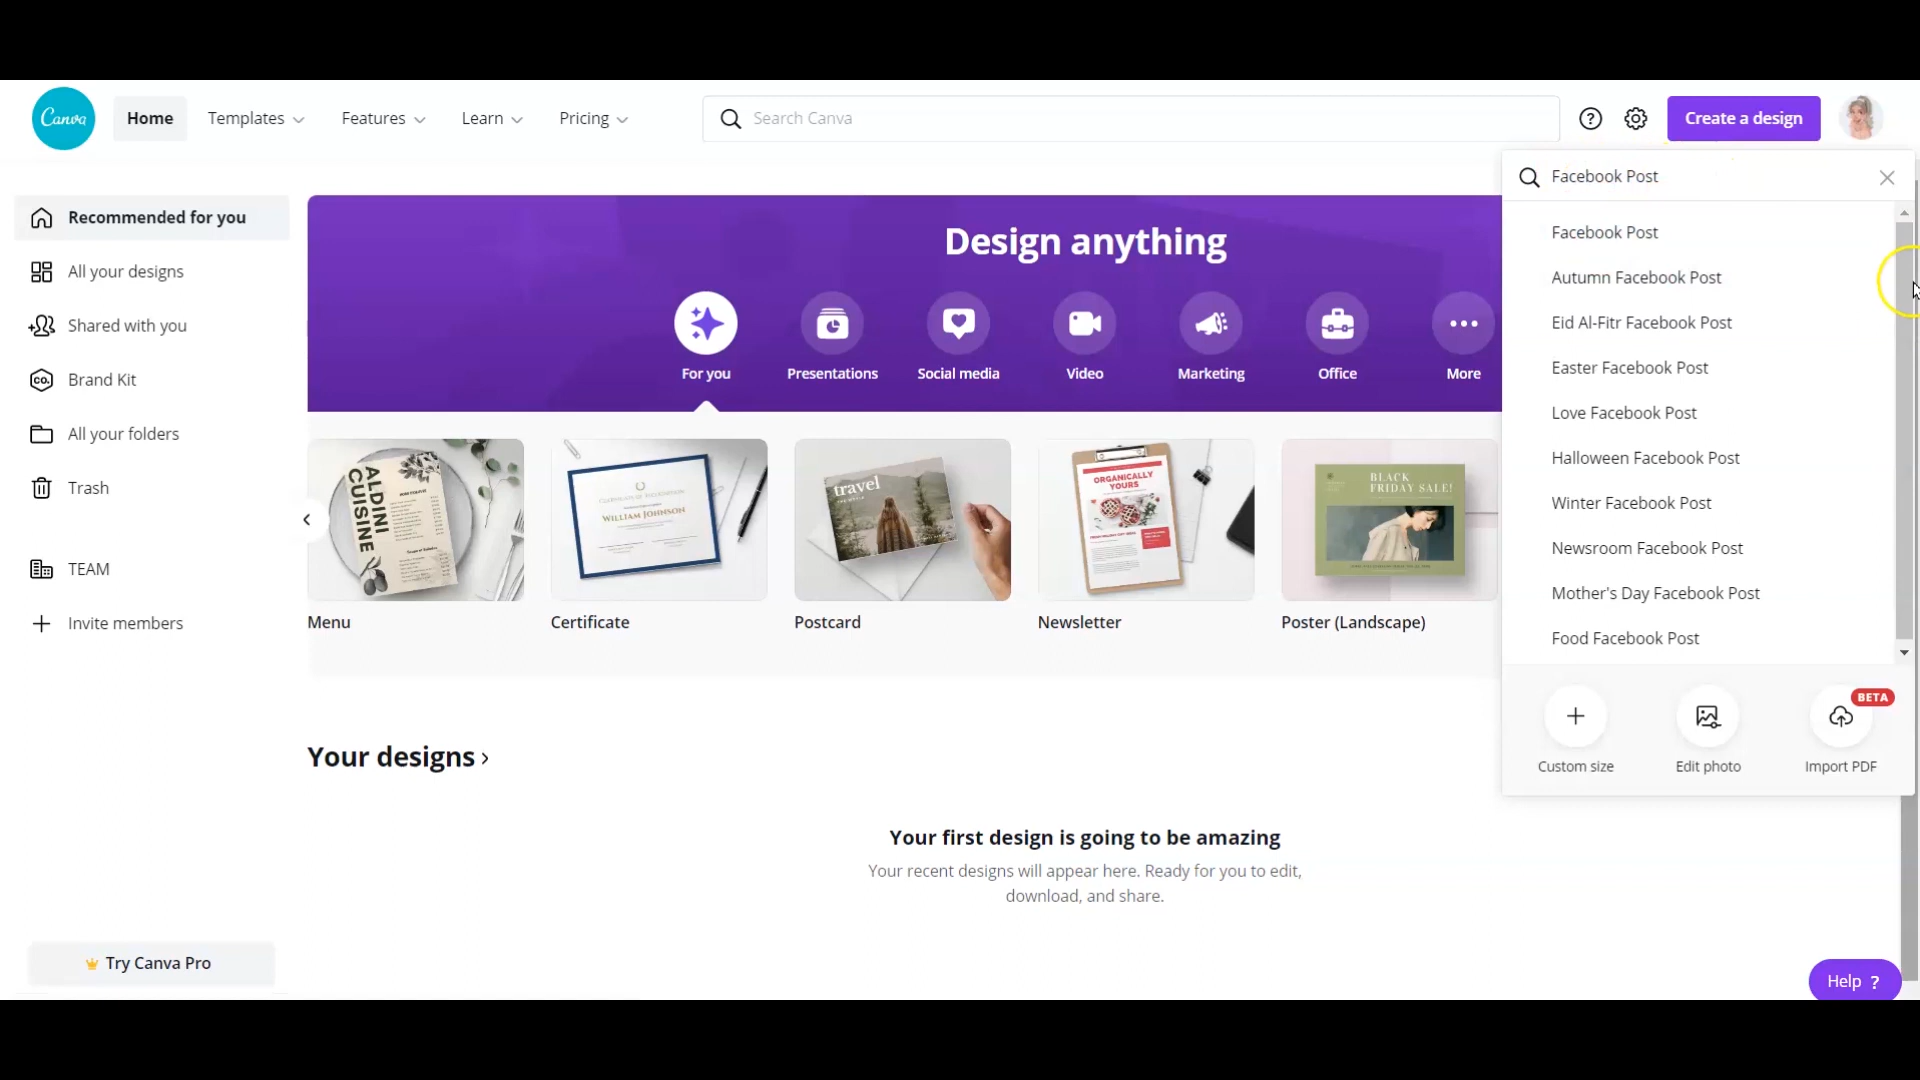 Canva
Home
Templates
Features
Learn
Pricing
Search Canva
Create a design
Facebook Post
Recommended for you
All your designs
Shared with you
Brand Kit
All your folders
Trash
TEAM
Invite members
Try Canva Pro
Design anything
For you
Presentations
Social media
Video
Marketing
Office
More
ALDINI
CUISINE
WILLIAM JOHNSON
travel
ORGANICALLY
YOURS
BLACK
FRIDAY SALE!
Menu
Certificate
Postcard
Newsletter
Poster (Landscape)
Your designs
Your first design is going to be amazing
Your recent designs will appear here. Ready for you to edit,
download, and share.
Facebook Post
Autumn Facebook Post
Eid Al-Fitr Facebook Post
Easter Facebook Post
Love Facebook Post
Halloween Facebook Post
Winter Facebook Post
Newsroom Facebook Post
Mother's Day Facebook Post
Food Facebook Post
BETA
Custom size
Edit photo
Import PDF
Help ?